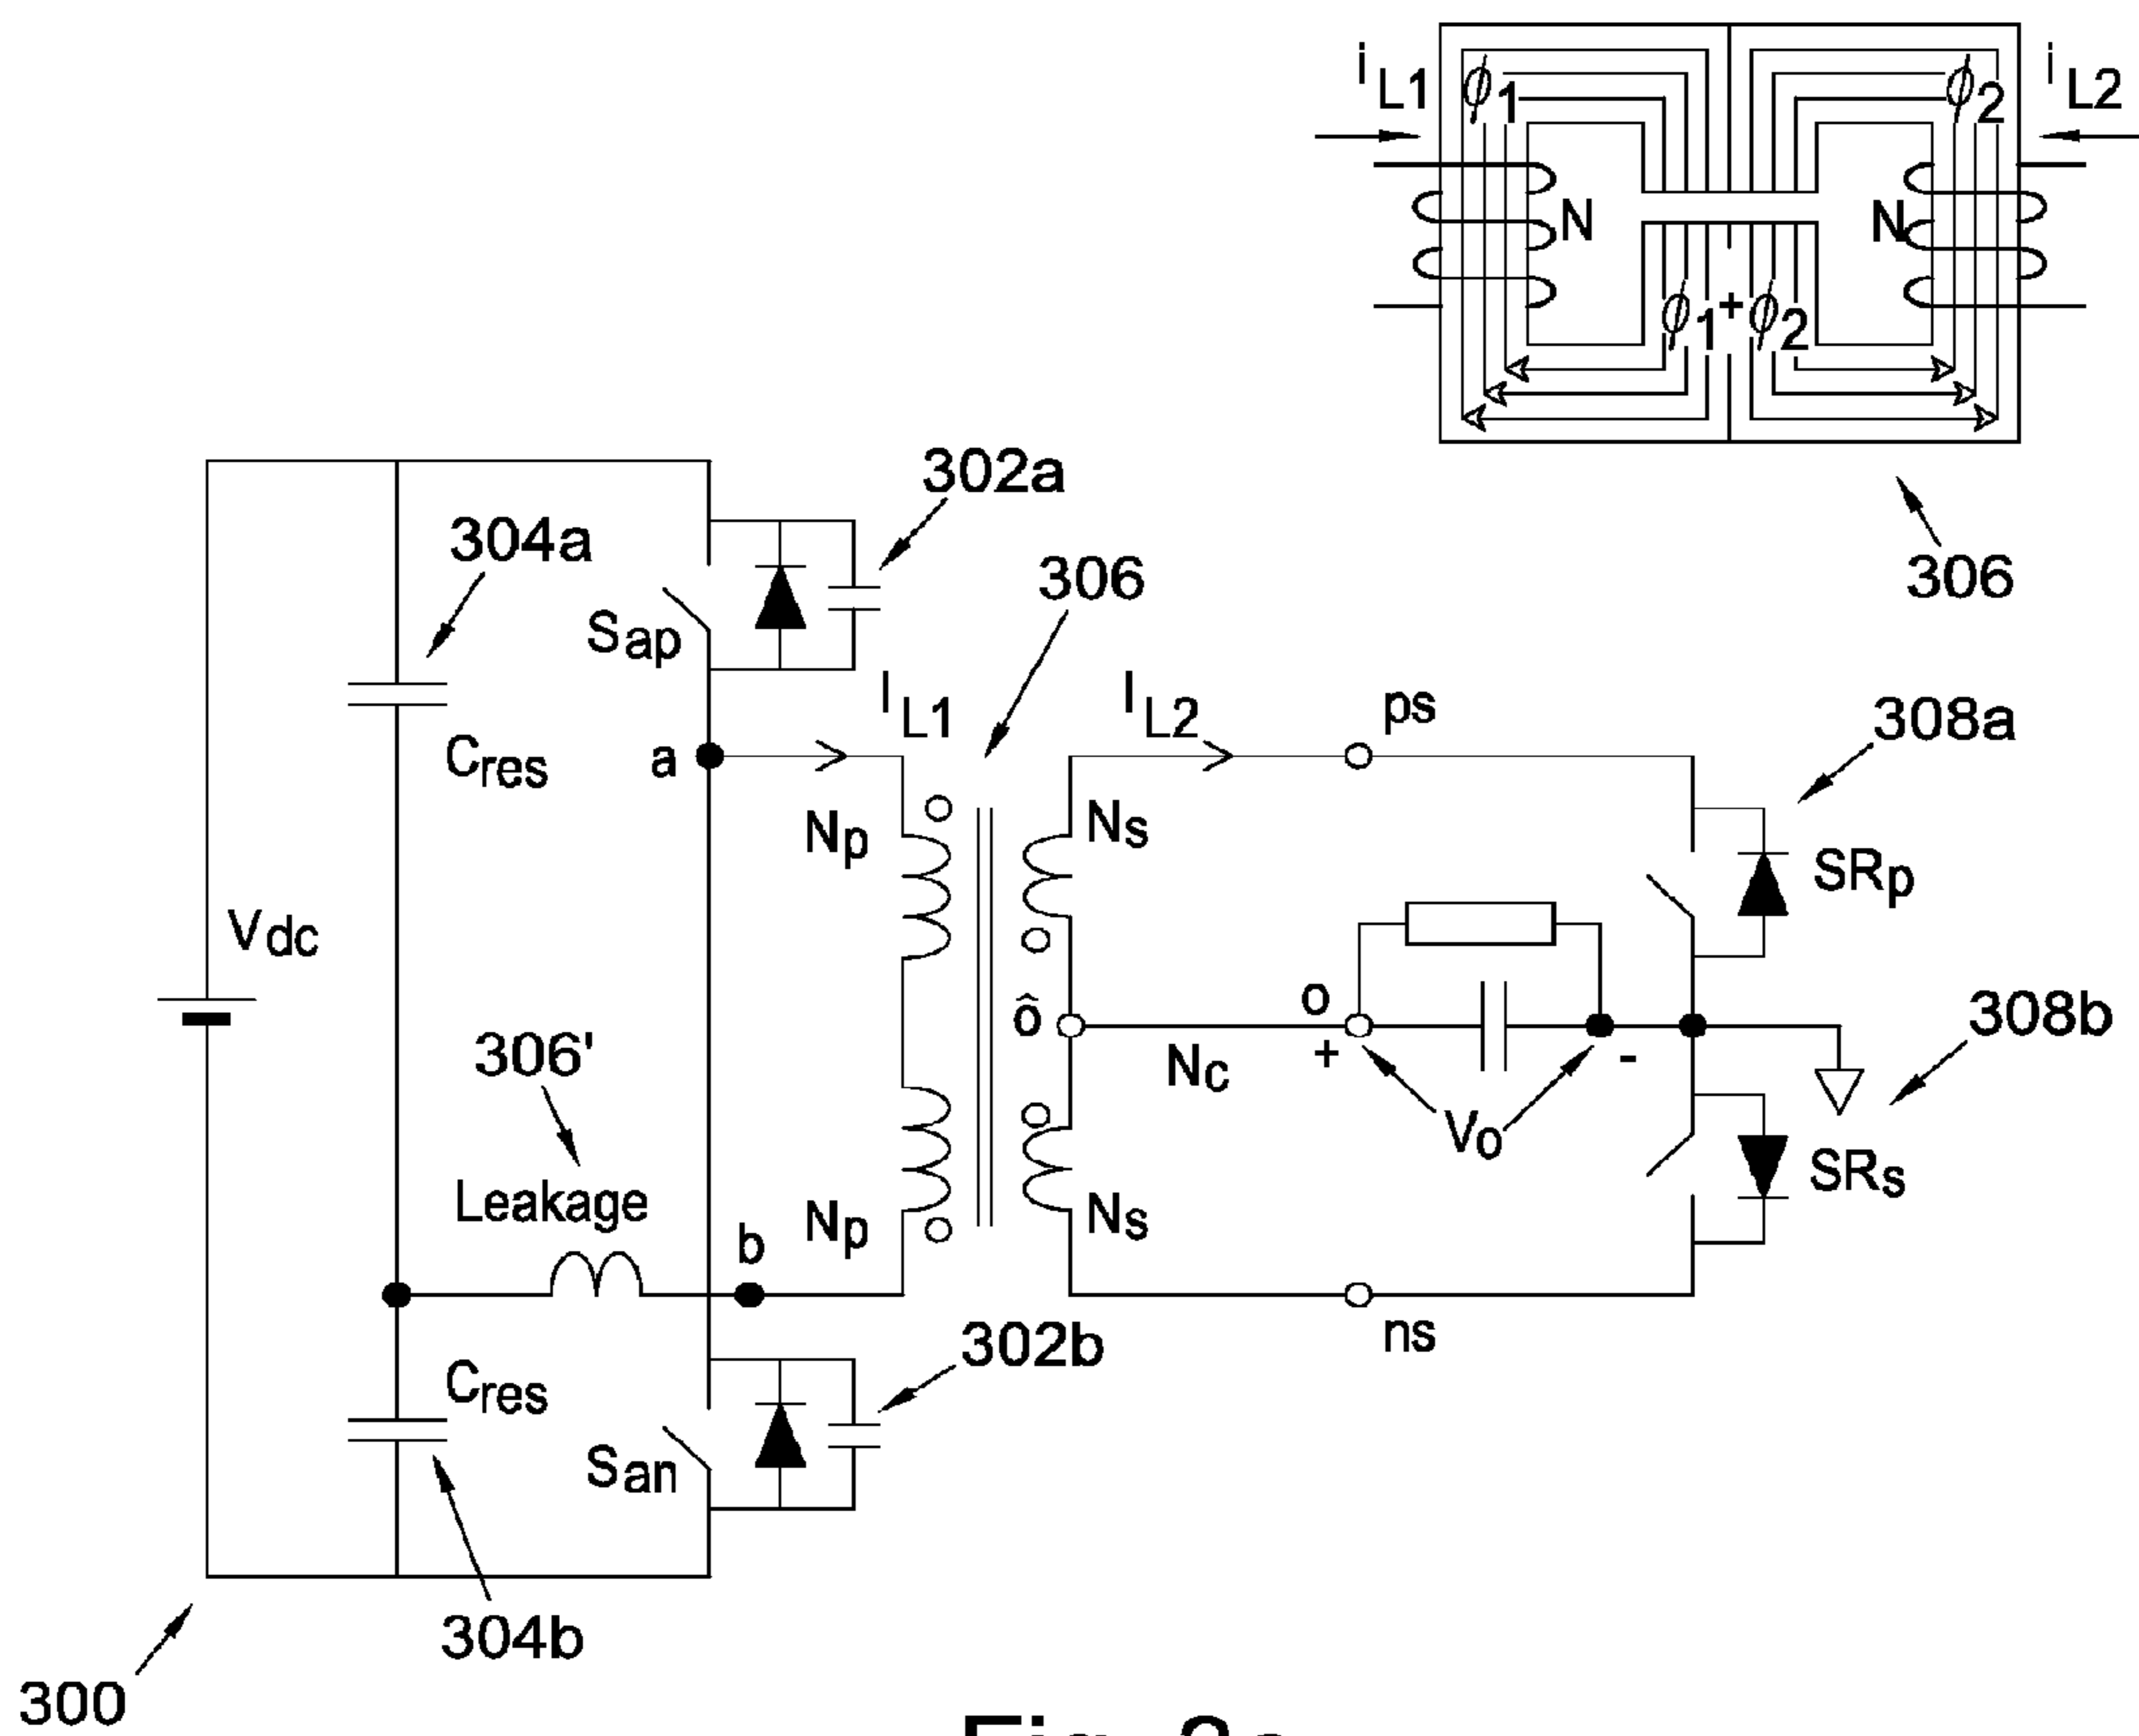 iL1
ϕ1
ϕ2
iL2
N
N
ϕ1 + ϕ2
306
302a
304a
306
Sap
IL1
IL2
ps
308a
Cres
a
Np
Ns
SRp
Vdc
ô
o
+
-
308b
306'
Nc
Vo
Leakage
b
Np
Ns
SRs
ns
302b
Cres
San
304b
300